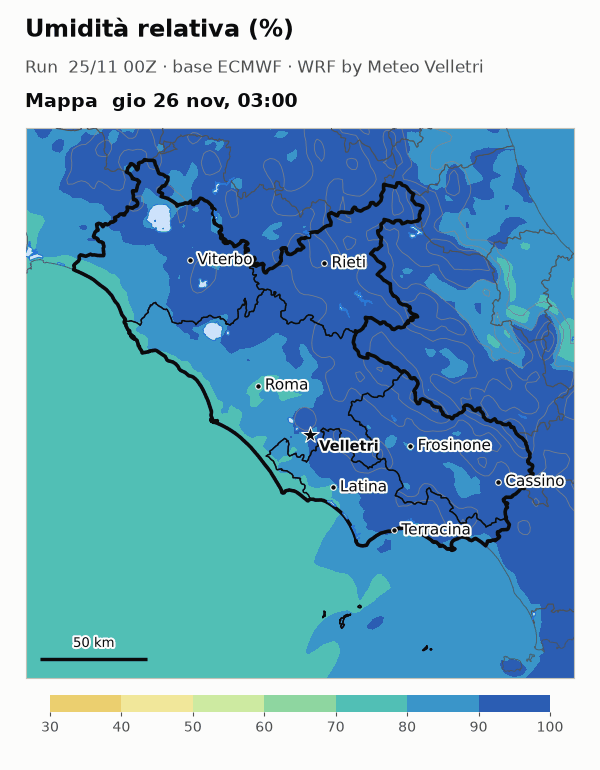 Umidità relativa (%)
Run 25/11 00Z · base ECMWF · WRF by Meteo Velletri
Mappa gio 26 nov, 03:00
Viterbo
Rieti
Roma
Velletri
Frosinone
Latina
Cassino
Terracina
50 km
30 40 50 60 70 80 90 100